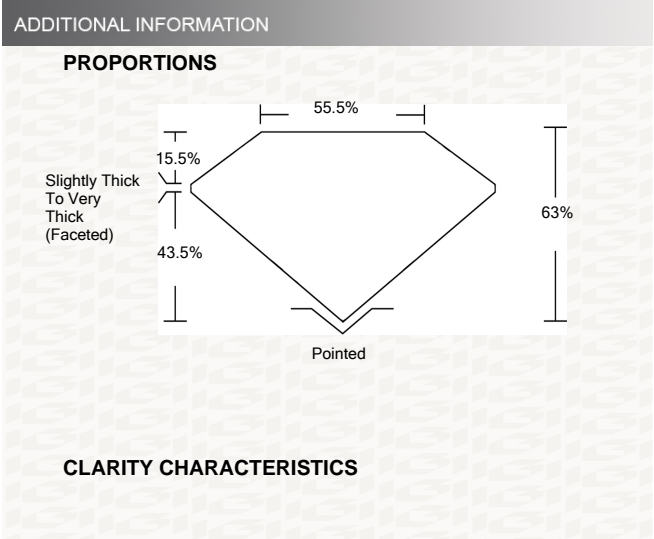 ADDITIONAL INFORMATION
PROPORTIONS
55.5%
15.5%
Slightly Thick
To Very
Thick
(Faceted)
63%
43.5%
Pointed
CLARITY CHARACTERISTICS